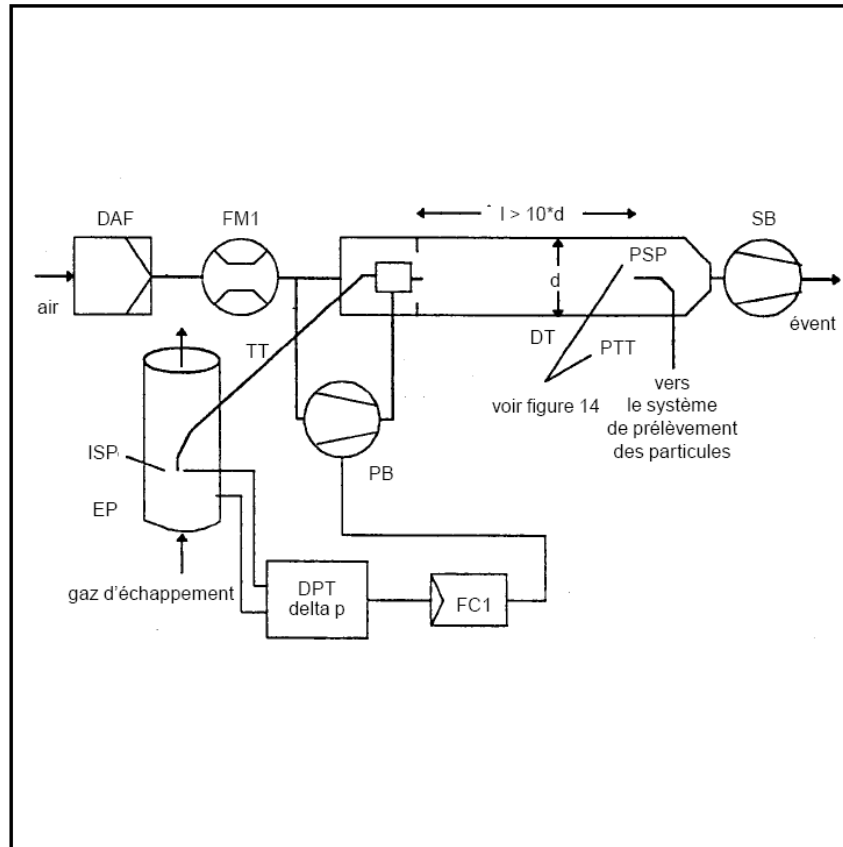 DAF
FM1
l > 10*d
SB
PSP
d
air
TT
DT
PTT
évent
voir figure 14
vers
le système
de prélèvement
des particules
ISP
PB
EP
gaz d'échappement
DPT
delta p
FC1